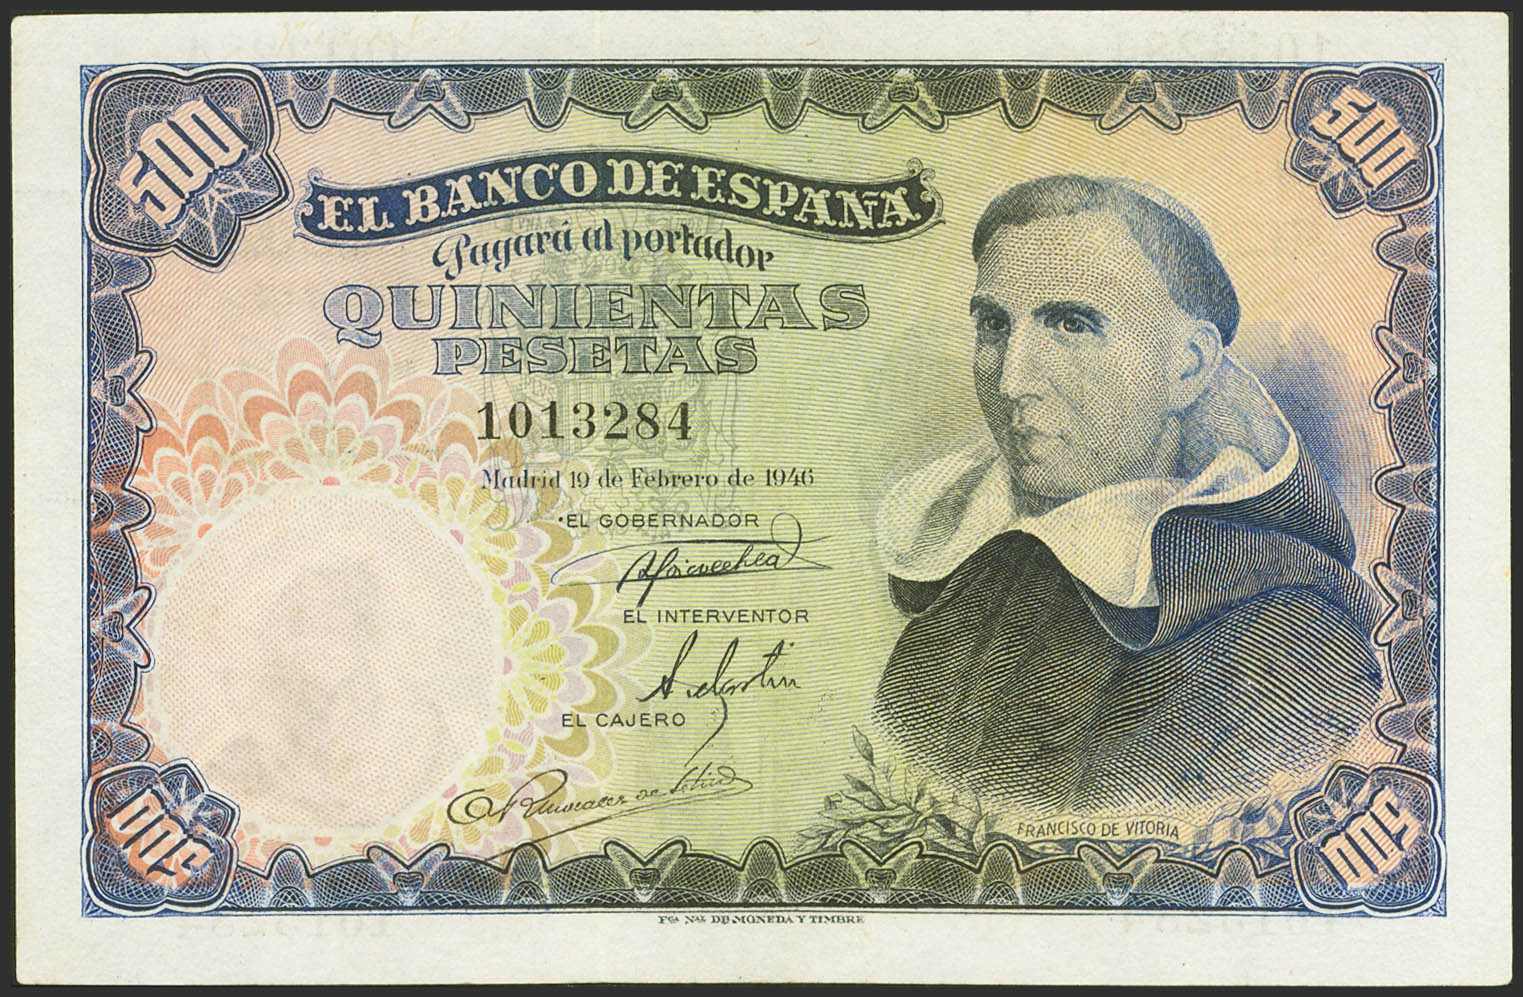 500
500
EL BANCO DE ESPAÑA
Pagará al portador
QUINIENTAS
PESETAS
1013284
Madrid 19 de Febrero de 1946
EL GOBERNADOR
EL INTERVENTOR
EL CAJERO
FRANCISCO DE VITORIA
500
500
Fca NAL DE MONEDA Y TIMBRE